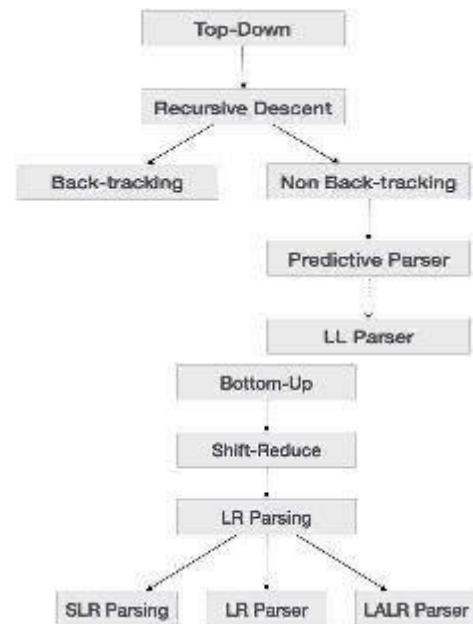 Top-Down
Recursive Descent
Back-tracking
Non Back-tracking
Predictive Parser
LL Parser
Bottom-Up
Shift-Reduce
LR Parsing
SLR Parsing
LR Parser
LALR Parser